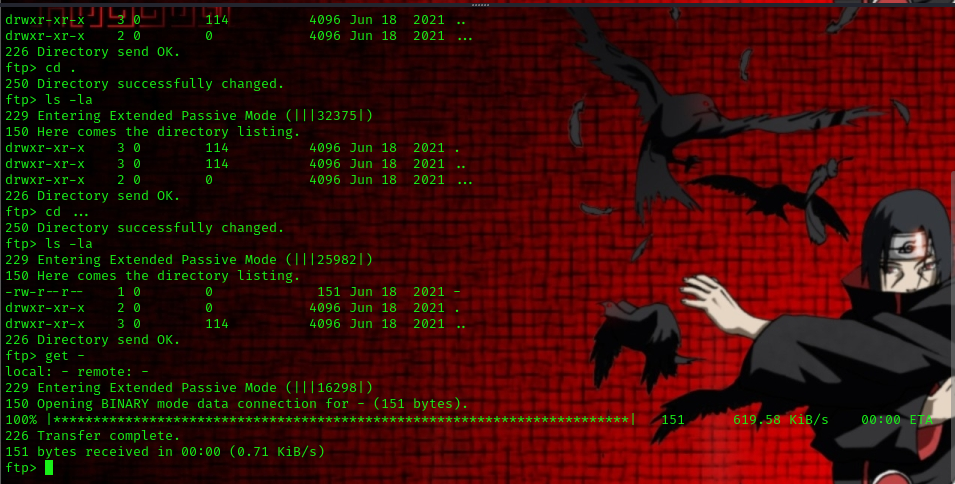 drwxr-xr-x    3 0        114          4096 Jun 18  2021 ..
drwxr-xr-x    2 0        0            4096 Jun 18  2021 ...
226 Directory send OK.
ftp> cd .
250 Directory successfully changed.
ftp> ls -la
229 Entering Extended Passive Mode (|||32375|)
150 Here comes the directory listing.
drwxr-xr-x    3 0        114          4096 Jun 18  2021 .
drwxr-xr-x    3 0        114          4096 Jun 18  2021 ..
drwxr-xr-x    2 0        0            4096 Jun 18  2021 ...
226 Directory send OK.
ftp> cd ...
250 Directory successfully changed.
ftp> ls -la
229 Entering Extended Passive Mode (|||25982|)
150 Here comes the directory listing.
-rw-r--r--    1 0        0             151 Jun 18  2021 -
drwxr-xr-x    2 0        0            4096 Jun 18  2021 .
drwxr-xr-x    3 0        114          4096 Jun 18  2021 ..
226 Directory send OK.
ftp> get -
local: - remote: -
229 Entering Extended Passive Mode (|||16298|)
150 Opening BINARY mode data connection for - (151 bytes).
100% |***********************************************************************|   151      619.58 KiB/s    00:00 ETA
226 Transfer complete.
151 bytes received in 00:00 (0.71 KiB/s)
ftp>